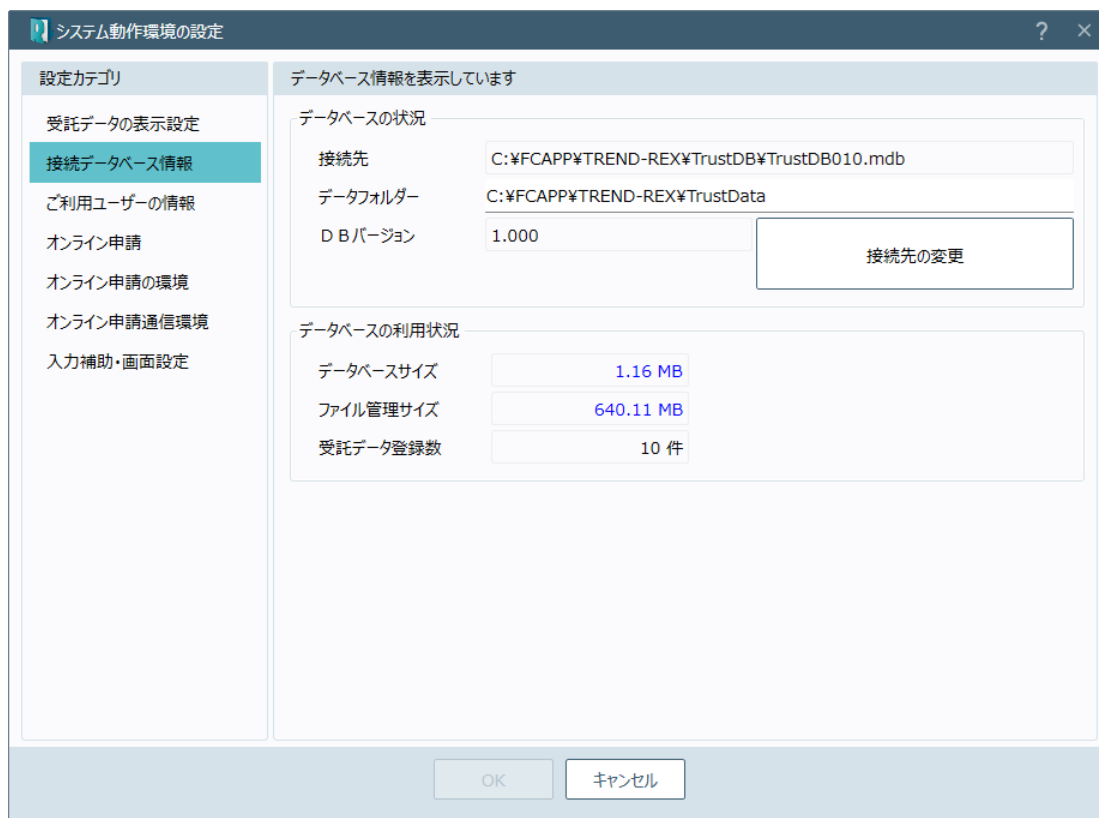 システム動作環境の設定
? ×
設定カテゴリ
受託データの表示設定
接続データベース情報
ご利用ユーザーの情報
オンライン申請
オンライン申請の環境
オンライン申請通信環境
入力補助・画面設定
データベース情報を表示しています
データベースの状況
接続先 C:¥FCAPP¥TREND-REX¥TrustDB¥TrustDB010.mdb
データフォルダー C:¥FCAPP¥TREND-REX¥TrustData
ＤＢバージョン 1.000
接続先の変更
データベースの利用状況
データベースサイズ 1.16 MB
ファイル管理サイズ 640.11 MB
受託データ登録数 10 件
OK キャンセル